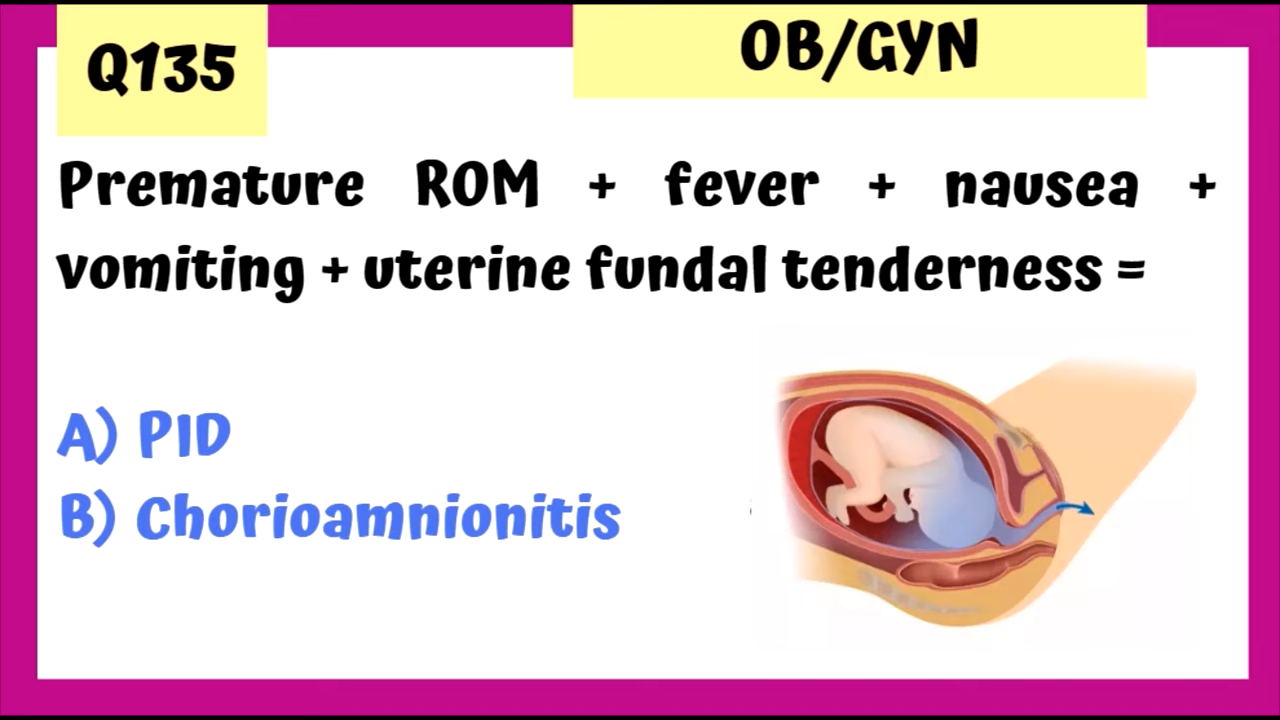 Q135
OB/GYN
Premature ROM + fever + nausea +
vomiting + uterine fundal tenderness =
A) PID
B) Chorioamnionitis